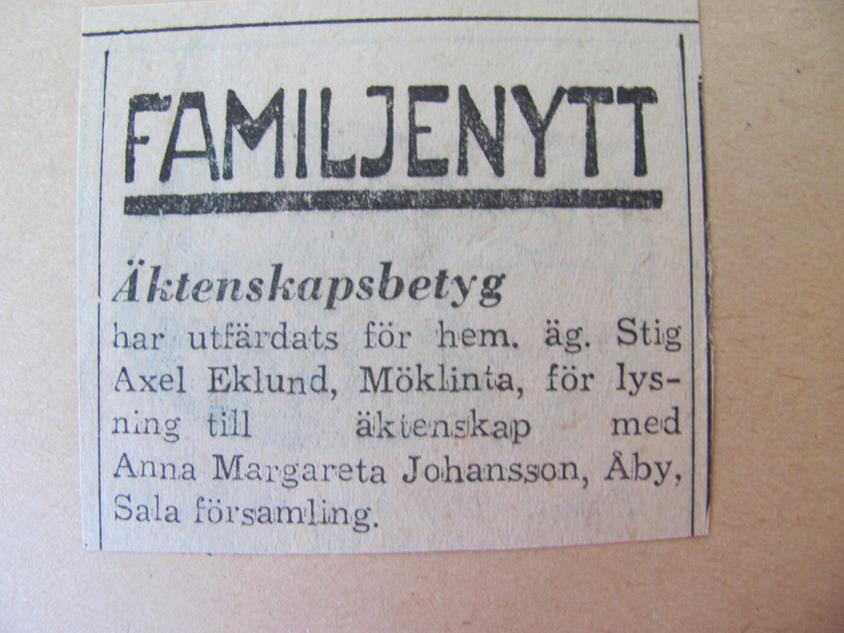 FAMILJENYTT
Äktenskapsbetyg
har utfärdats för hem. äg. Stig
Axel Eklund, Möklinta, för lys-
ning till äktenskap med
Anna Margareta Johansson, Åby,
Sala församling.